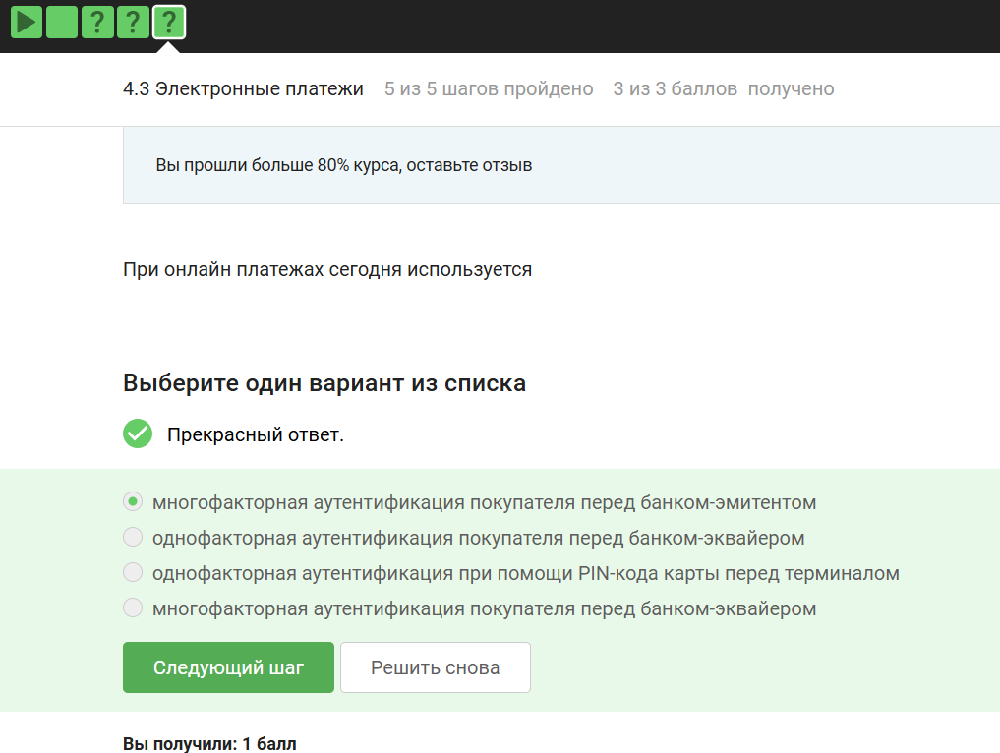 ? ? ?
4.3 Электронные платежи 5 из 5 шагов пройдено 3 из 3 баллов получено
Вы прошли больше 80% курса, оставьте отзыв
При онлайн платежах сегодня используется
Выберите один вариант из списка
Прекрасный ответ.
многофакторная аутентификация покупателя перед банком-эмитентом
однофакторная аутентификация покупателя перед банком-эквайером
однофакторная аутентификация при помощи PIN-кода карты перед терминалом
многофакторная аутентификация покупателя перед банком-эквайером
Следующий шаг Решить снова
Вы получили: 1 балл